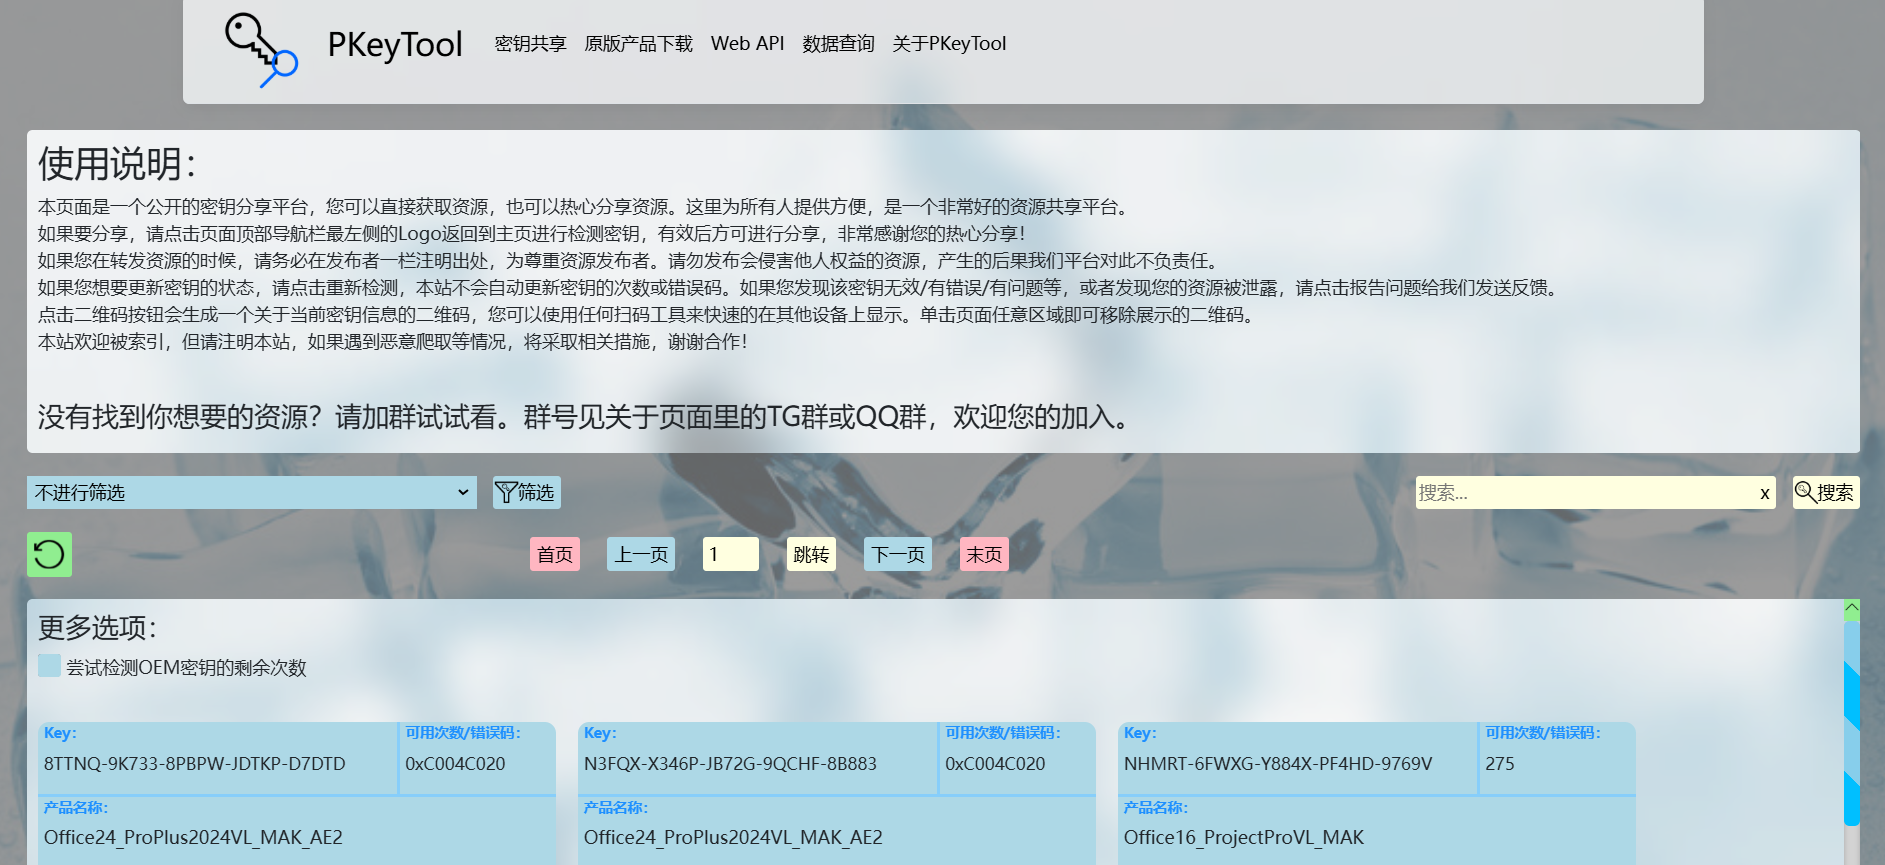 PKeyTool 密钥共享 原版产品下载 Web API 数据查询 关于PKeyTool
使用说明：
本页面是一个公开的密钥分享平台，您可以直接获取资源，也可以热心分享资源。这里为所有人提供方便，是一个非常好的资源共享平台。
如果要分享，请点击页面顶部导航栏最左侧的Logo返回到主页进行检测密钥，有效后方可进行分享，非常感谢您的热心分享！
如果您在转发资源的时候，请务必在发布者一栏注明出处，为尊重资源发布者。请勿发布会侵害他人权益的资源，产生的后果我们平台对此不负责任。
如果您想要更新密钥的状态，请点击重新检测，本站不会自动更新密钥的次数或错误码。如果您发现该密钥无效/有错误/有问题等，或者发现您的资源被泄露，请点击报告问题给我们发送反馈。
点击二维码按钮会生成一个关于当前密钥信息的二维码，您可以使用任何扫码工具来快速的在其他设备上显示。单击页面任意区域即可移除展示的二维码。
本站欢迎被索引，但请注明本站，如果遇到恶意爬取等情况，将采取相关措施，谢谢合作！
没有找到你想要的资源？请加群试试看。群号见关于页面里的TG群或QQ群，欢迎您的加入。
不进行筛选 筛选 搜索... x 搜索
首页 上一页 1 跳转 下一页 末页
更多选项：
尝试检测OEM密钥的剩余次数
Key： 可用次数/错误码： Key： 可用次数/错误码： Key： 可用次数/错误码：
8TTNQ-9K733-8PBPW-JDTKP-D7DTD 0xC004C020 N3FQX-X346P-JB72G-9QCHF-8B883 0xC004C020 NHMRT-6FWXG-Y884X-PF4HD-9769V 275
产品名称： 产品名称： 产品名称：
Office24_ProPlus2024VL_MAK_AE2 Office24_ProPlus2024VL_MAK_AE2 Office16_ProjectProVL_MAK